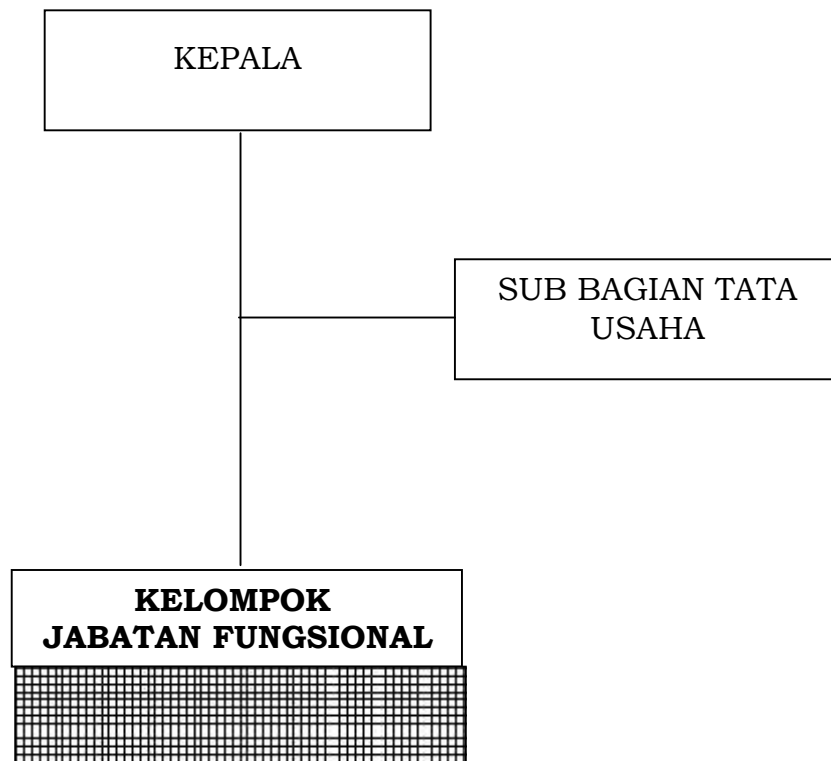 KEPALA
SUB BAGIAN TATA
USAHA
KELOMPOK
JABATAN FUNGSIONAL